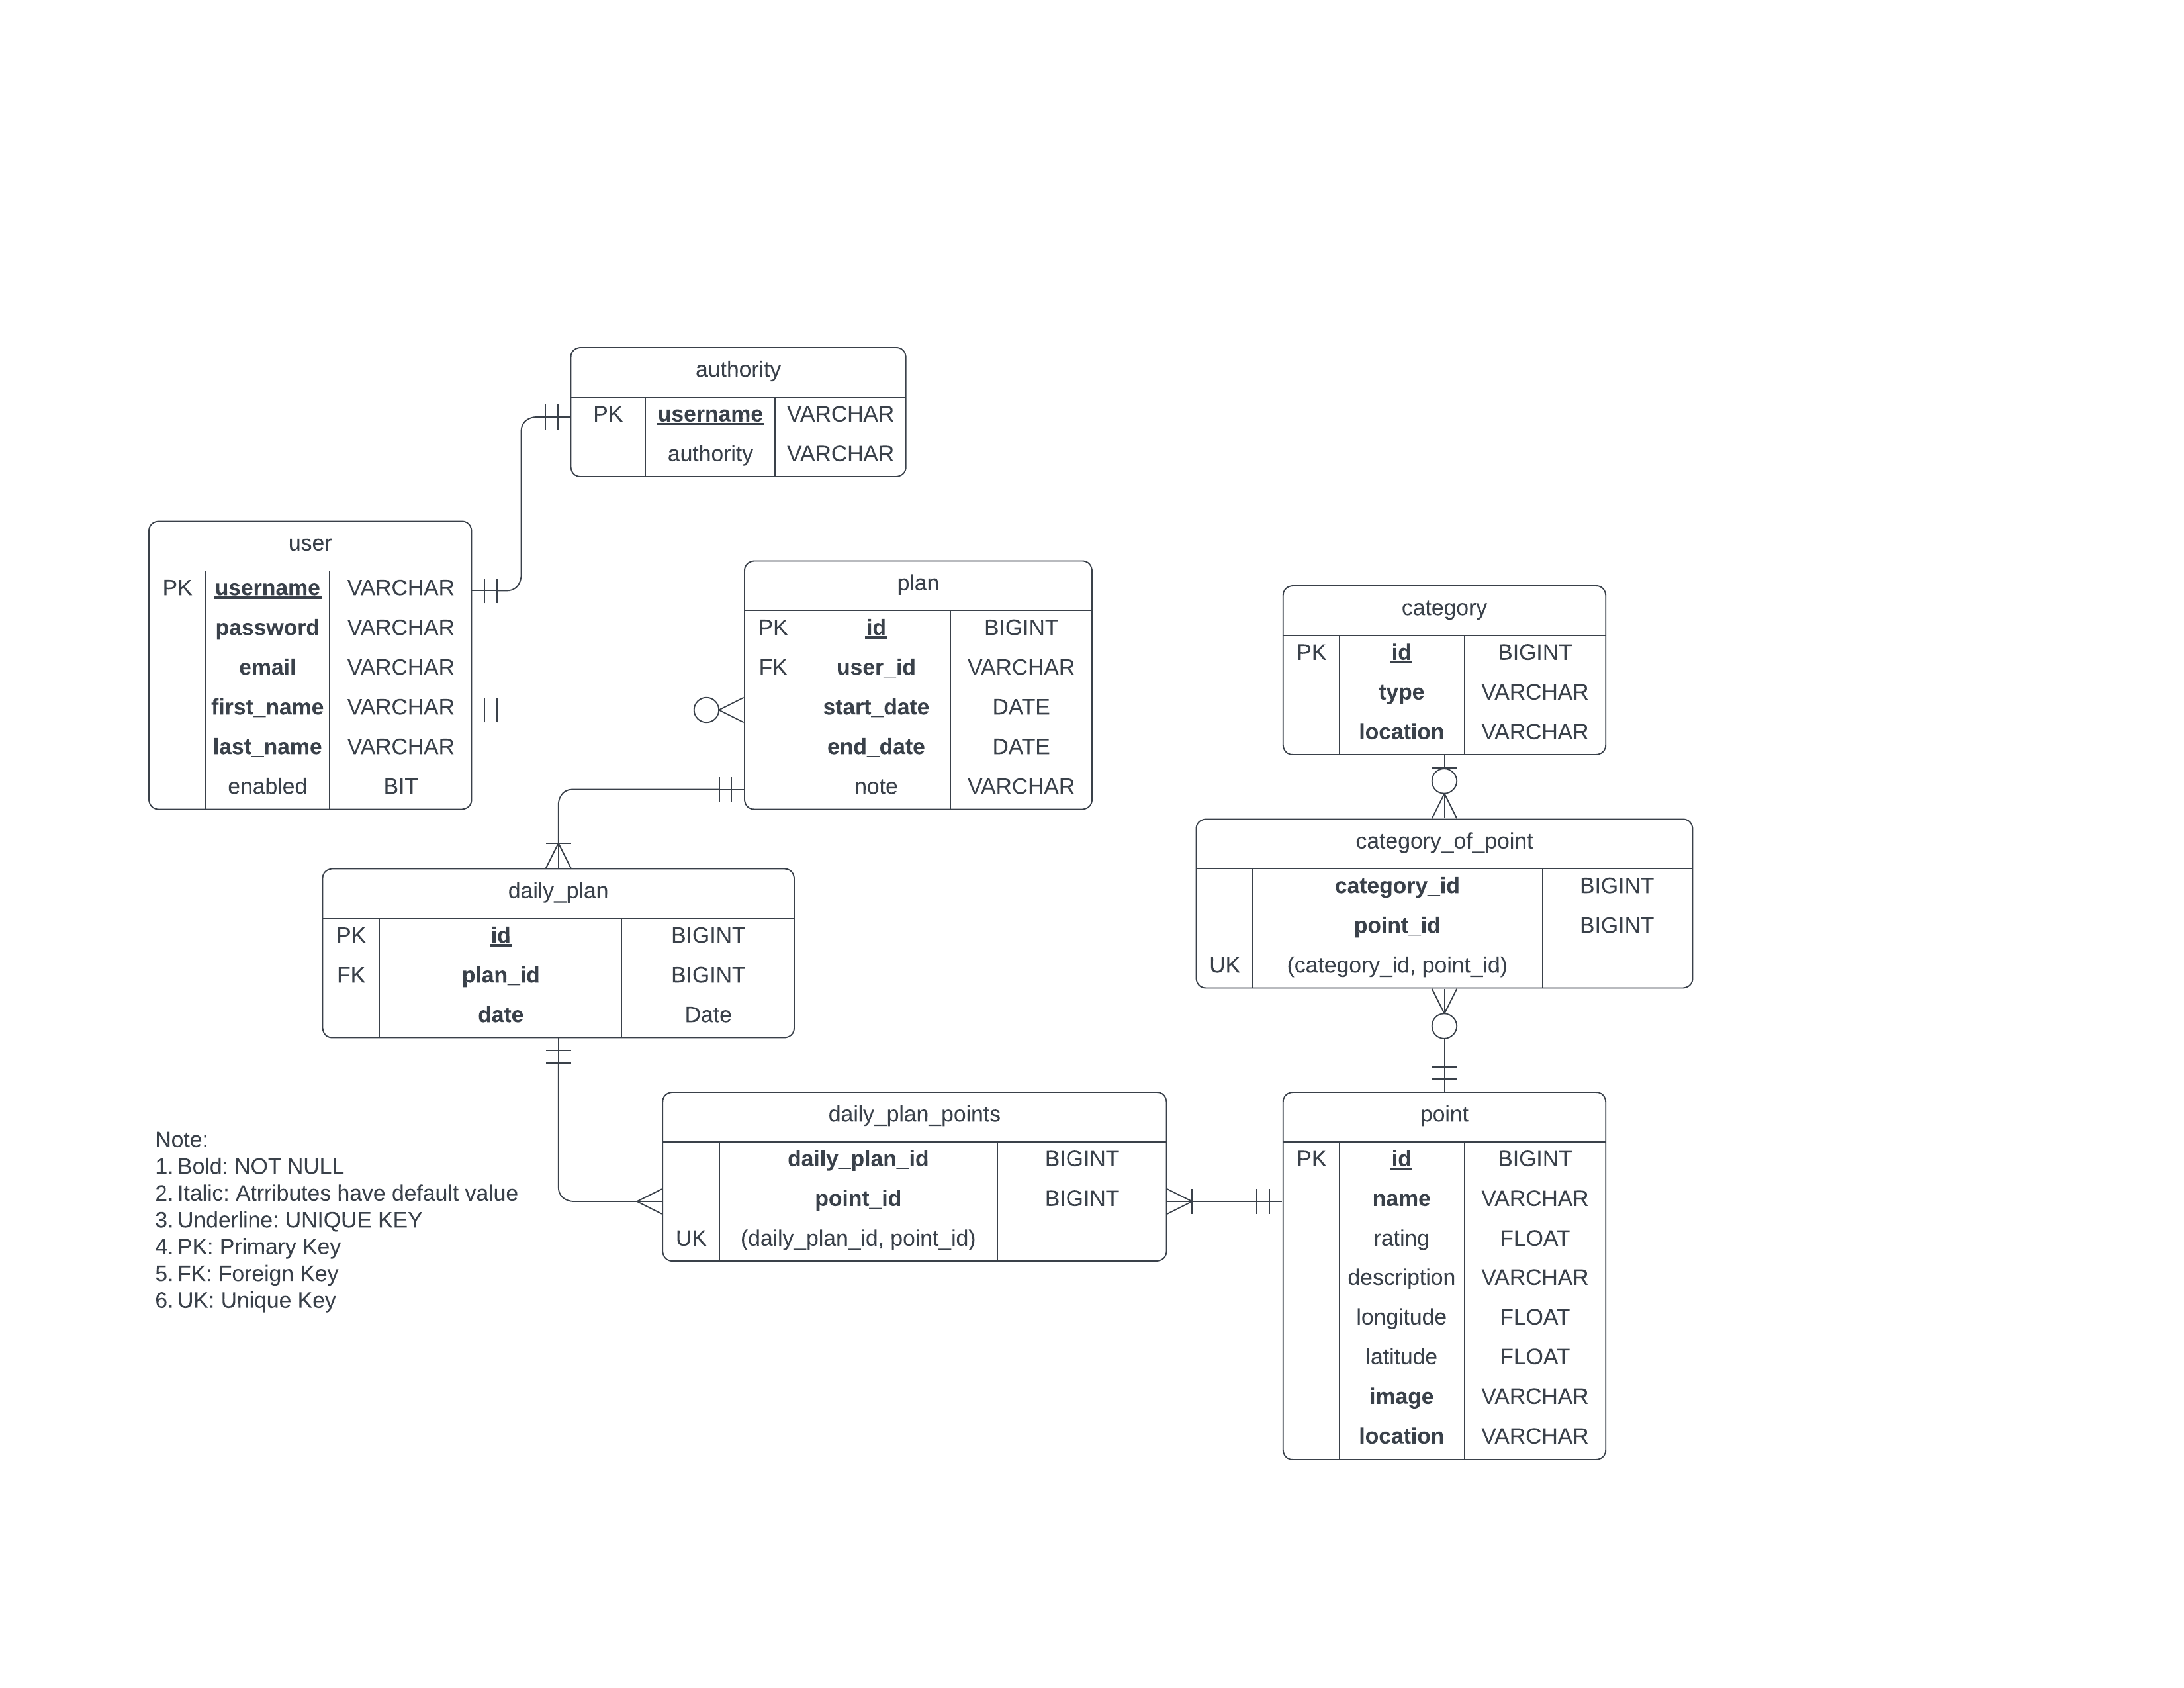 authority
PK username VARCHAR
authority VARCHAR
user
PK username VARCHAR
password VARCHAR
email VARCHAR
first_name VARCHAR
last_name VARCHAR
enabled BIT
plan
PK id BIGINT
FK user_id VARCHAR
start_date DATE
end_date DATE
note VARCHAR
category
PK id BIGINT
type VARCHAR
location VARCHAR
category_of_point
category_id BIGINT
point_id BIGINT
UK (category_id, point_id)
daily_plan
PK id BIGINT
FK plan_id BIGINT
date Date
daily_plan_points
daily_plan_id BIGINT
point_id BIGINT
UK (daily_plan_id, point_id)
point
PK id BIGINT
name VARCHAR
rating FLOAT
description VARCHAR
longitude FLOAT
latitude FLOAT
image VARCHAR
location VARCHAR
Note:
1. Bold: NOT NULL
2. Italic: Atrributes have default value
3. Underline: UNIQUE KEY
4. PK: Primary Key
5. FK: Foreign Key
6. UK: Unique Key